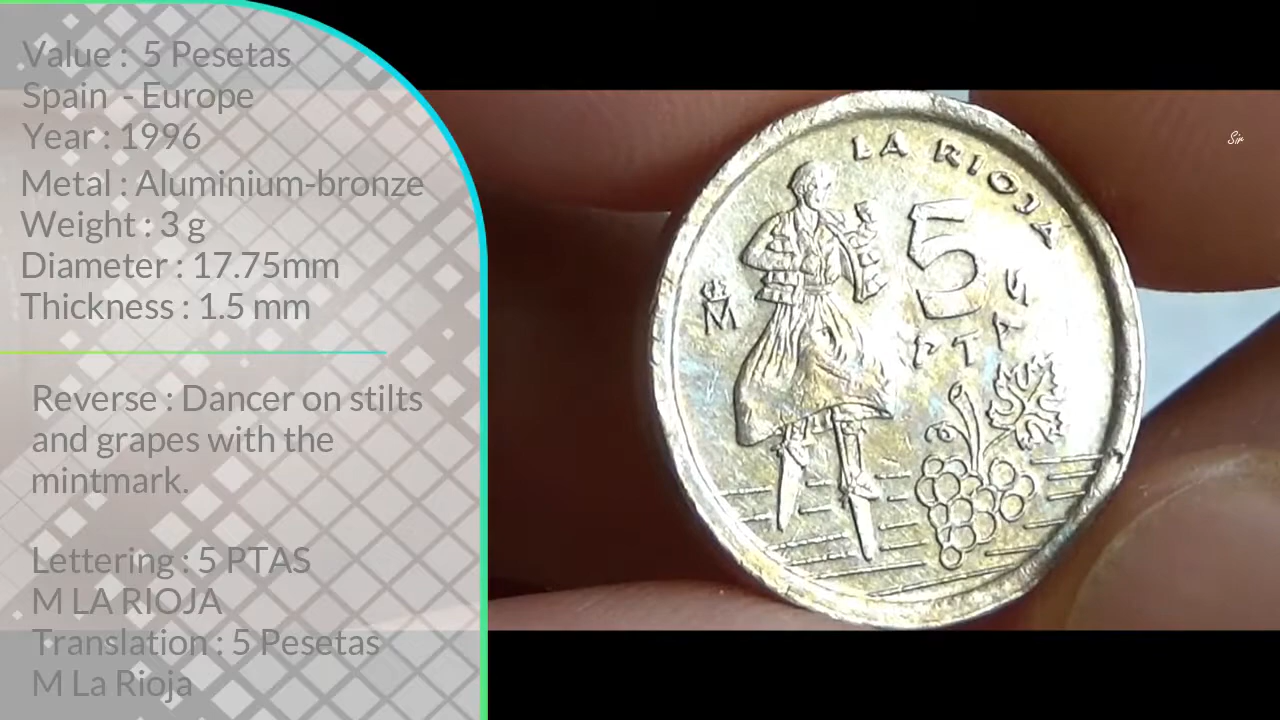 Value : 5 Pesetas
Spain - Europe
Year : 1996
Metal : Aluminium-bronze
Weight : 3 g
Diameter : 17.75mm
Thickness : 1.5 mm
Reverse : Dancer on stilts
and grapes with the
mintmark.
Lettering : 5 PTAS
M LA RIOJA
Translation : 5 Pesetas
M La Rioja
LA RIOJA
5
M
PTA
Sir